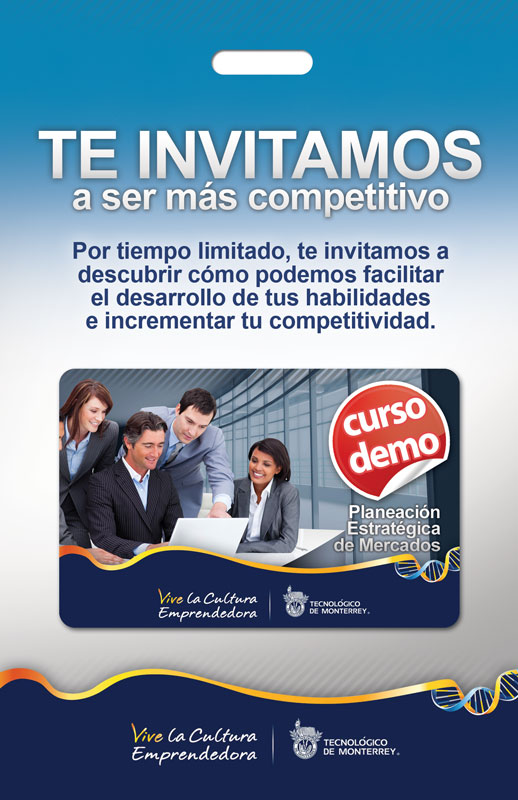 TE INVITAMOS
a ser más competitivo
Por tiempo limitado, te invitamos a
descubrir cómo podemos facilitar
el desarrollo de tus habilidades
e incrementar tu competitividad.
curso
demo
Planeación
Estratégica
de Mercados
Vive la Cultura
Emprendedora
TECNOLÓGICO
DE MONTERREY®
Vive la Cultura
Emprendedora
TECNOLÓGICO
DE MONTERREY®